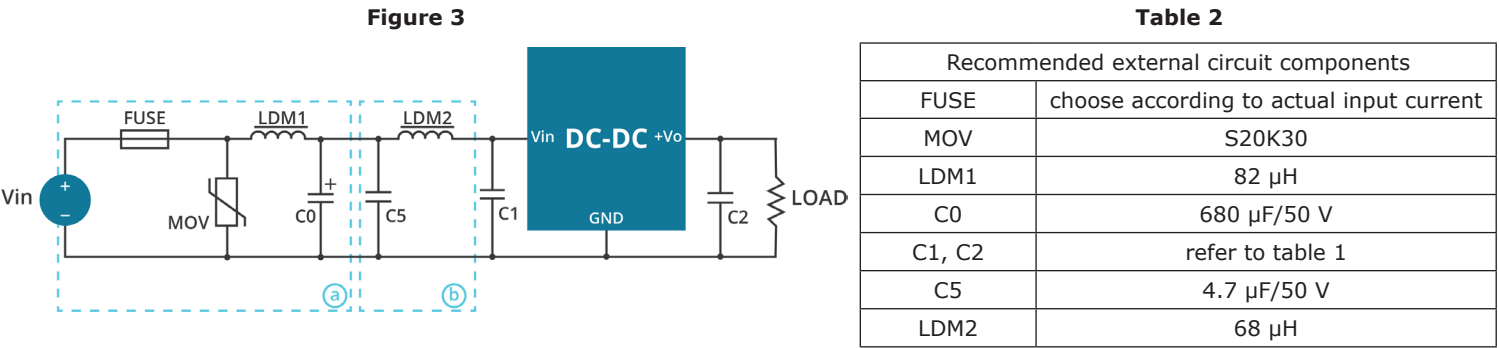 Figure 3
FUSE
LDM1
LDM2
Vin
+
−
MOV
+
C0
C5
C1
Vin
DC-DC
+Vo
GND
C2
LOAD
a
b
Table 2
Recommended external circuit components
FUSE choose according to actual input current
MOV S20K30
LDM1 82 µH
C0 680 µF/50 V
C1, C2 refer to table 1
C5 4.7 µF/50 V
LDM2 68 µH